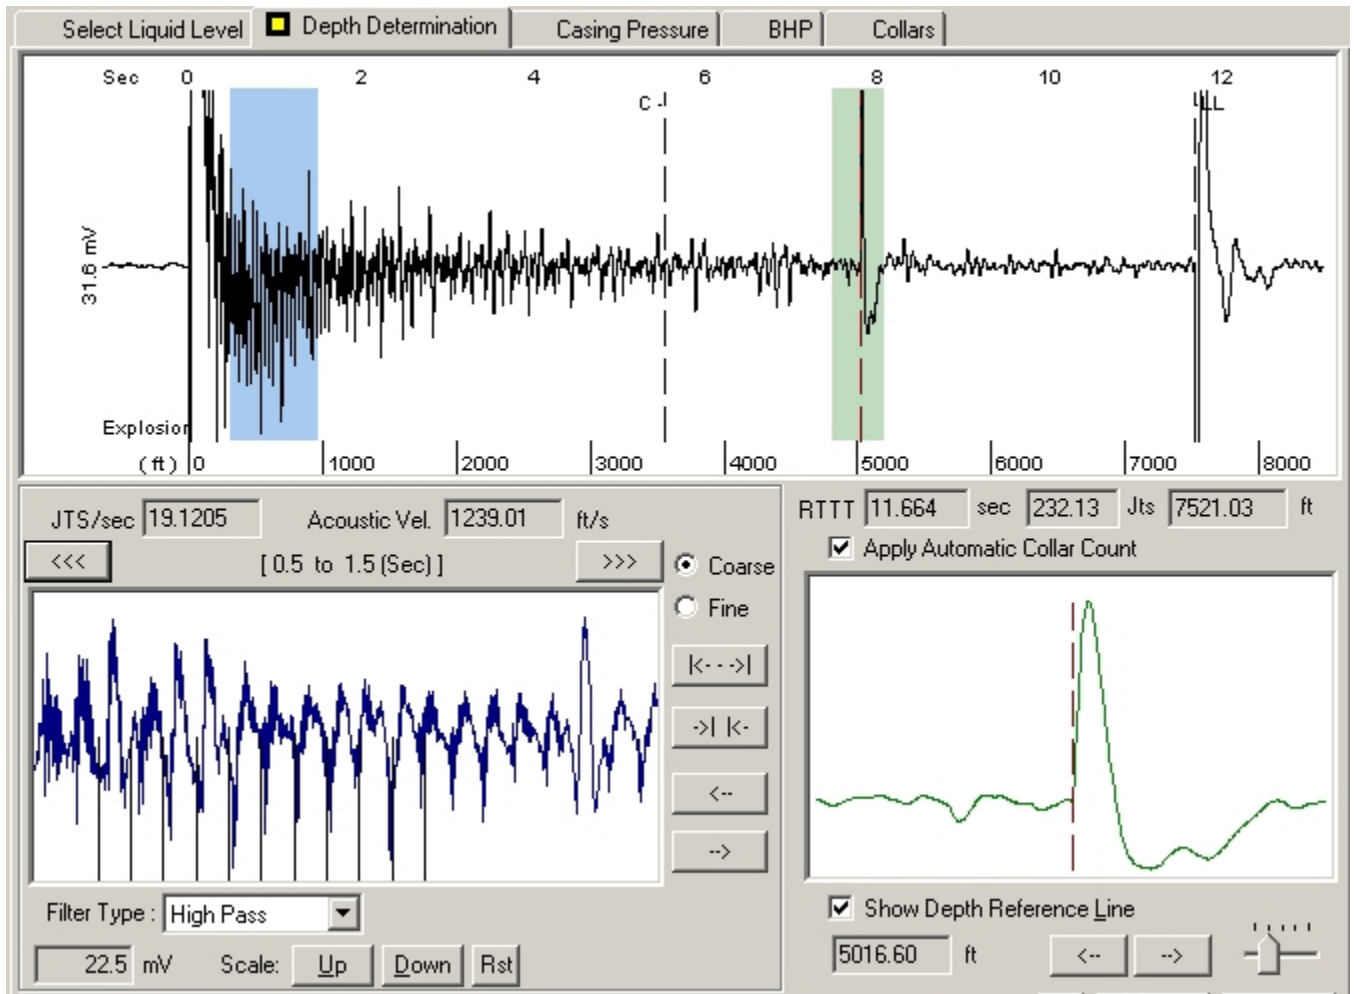 Select Liquid Level Depth Determination Casing Pressure BHP Collars
Sec 0 2 4 6 8 10 12
C LL
31.6 mV
Explosion
(ft) 0 1000 2000 3000 4000 5000 6000 7000 8000
JTS/sec 19.1205 Acoustic Vel. 1239.01 ft/s
RTTT 11.664 sec 232.13 Jts 7521.03 ft
<<< [ 0.5 to 1.5 (Sec) ] >>>
Apply Automatic Collar Count
Coarse
Fine
|<- - ->|
->| |<-
<--
-->
Filter Type : High Pass
Show Depth Reference Line
22.5 mV Scale: Up Down Rst
5016.60 ft <-- -->